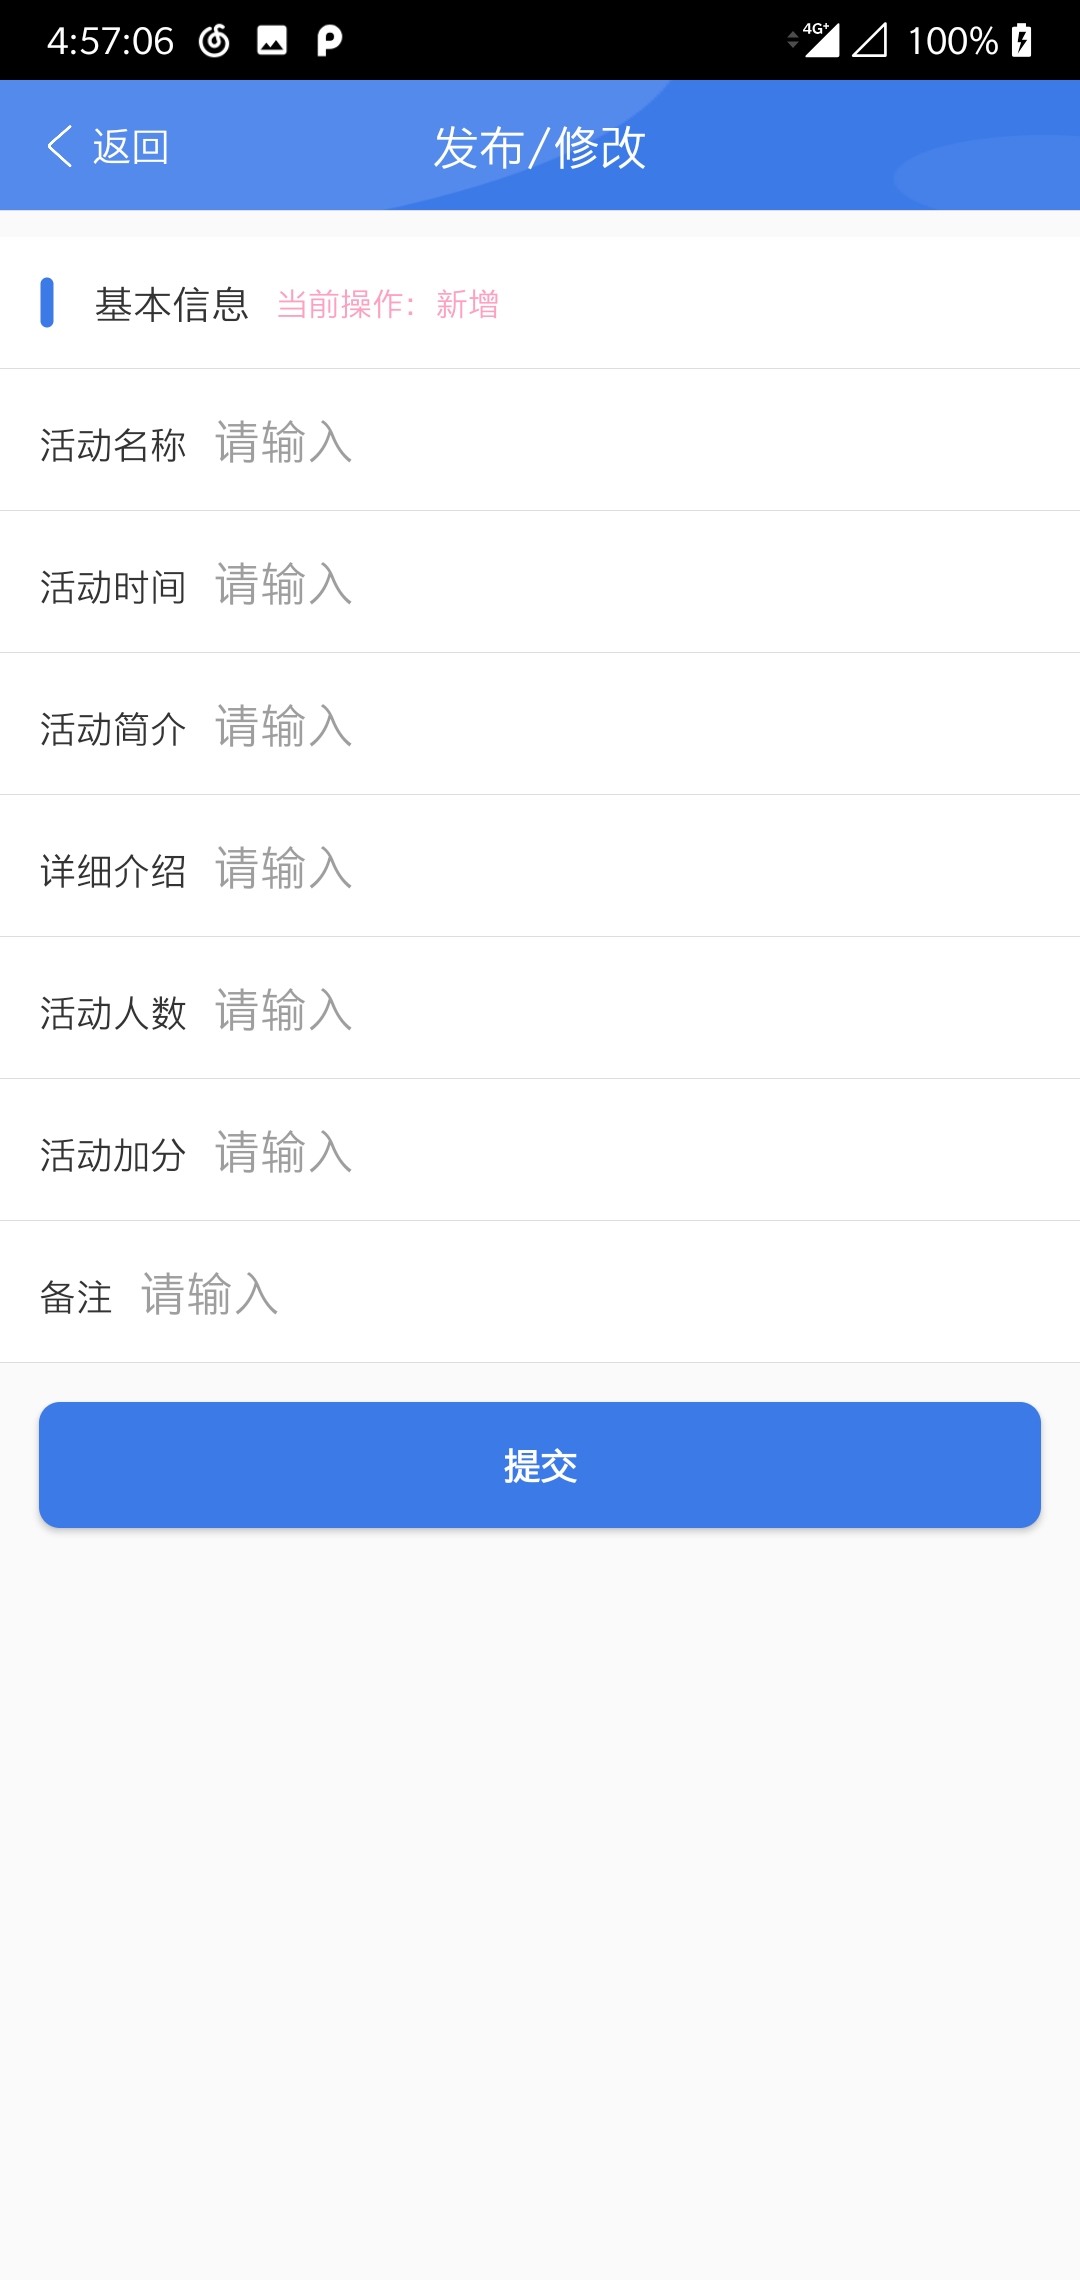 4:57:06 4G+ 100%
返回 发布/修改
基本信息 当前操作：新增
活动名称 请输入
活动时间 请输入
活动简介 请输入
详细介绍 请输入
活动人数 请输入
活动加分 请输入
备注 请输入
提交